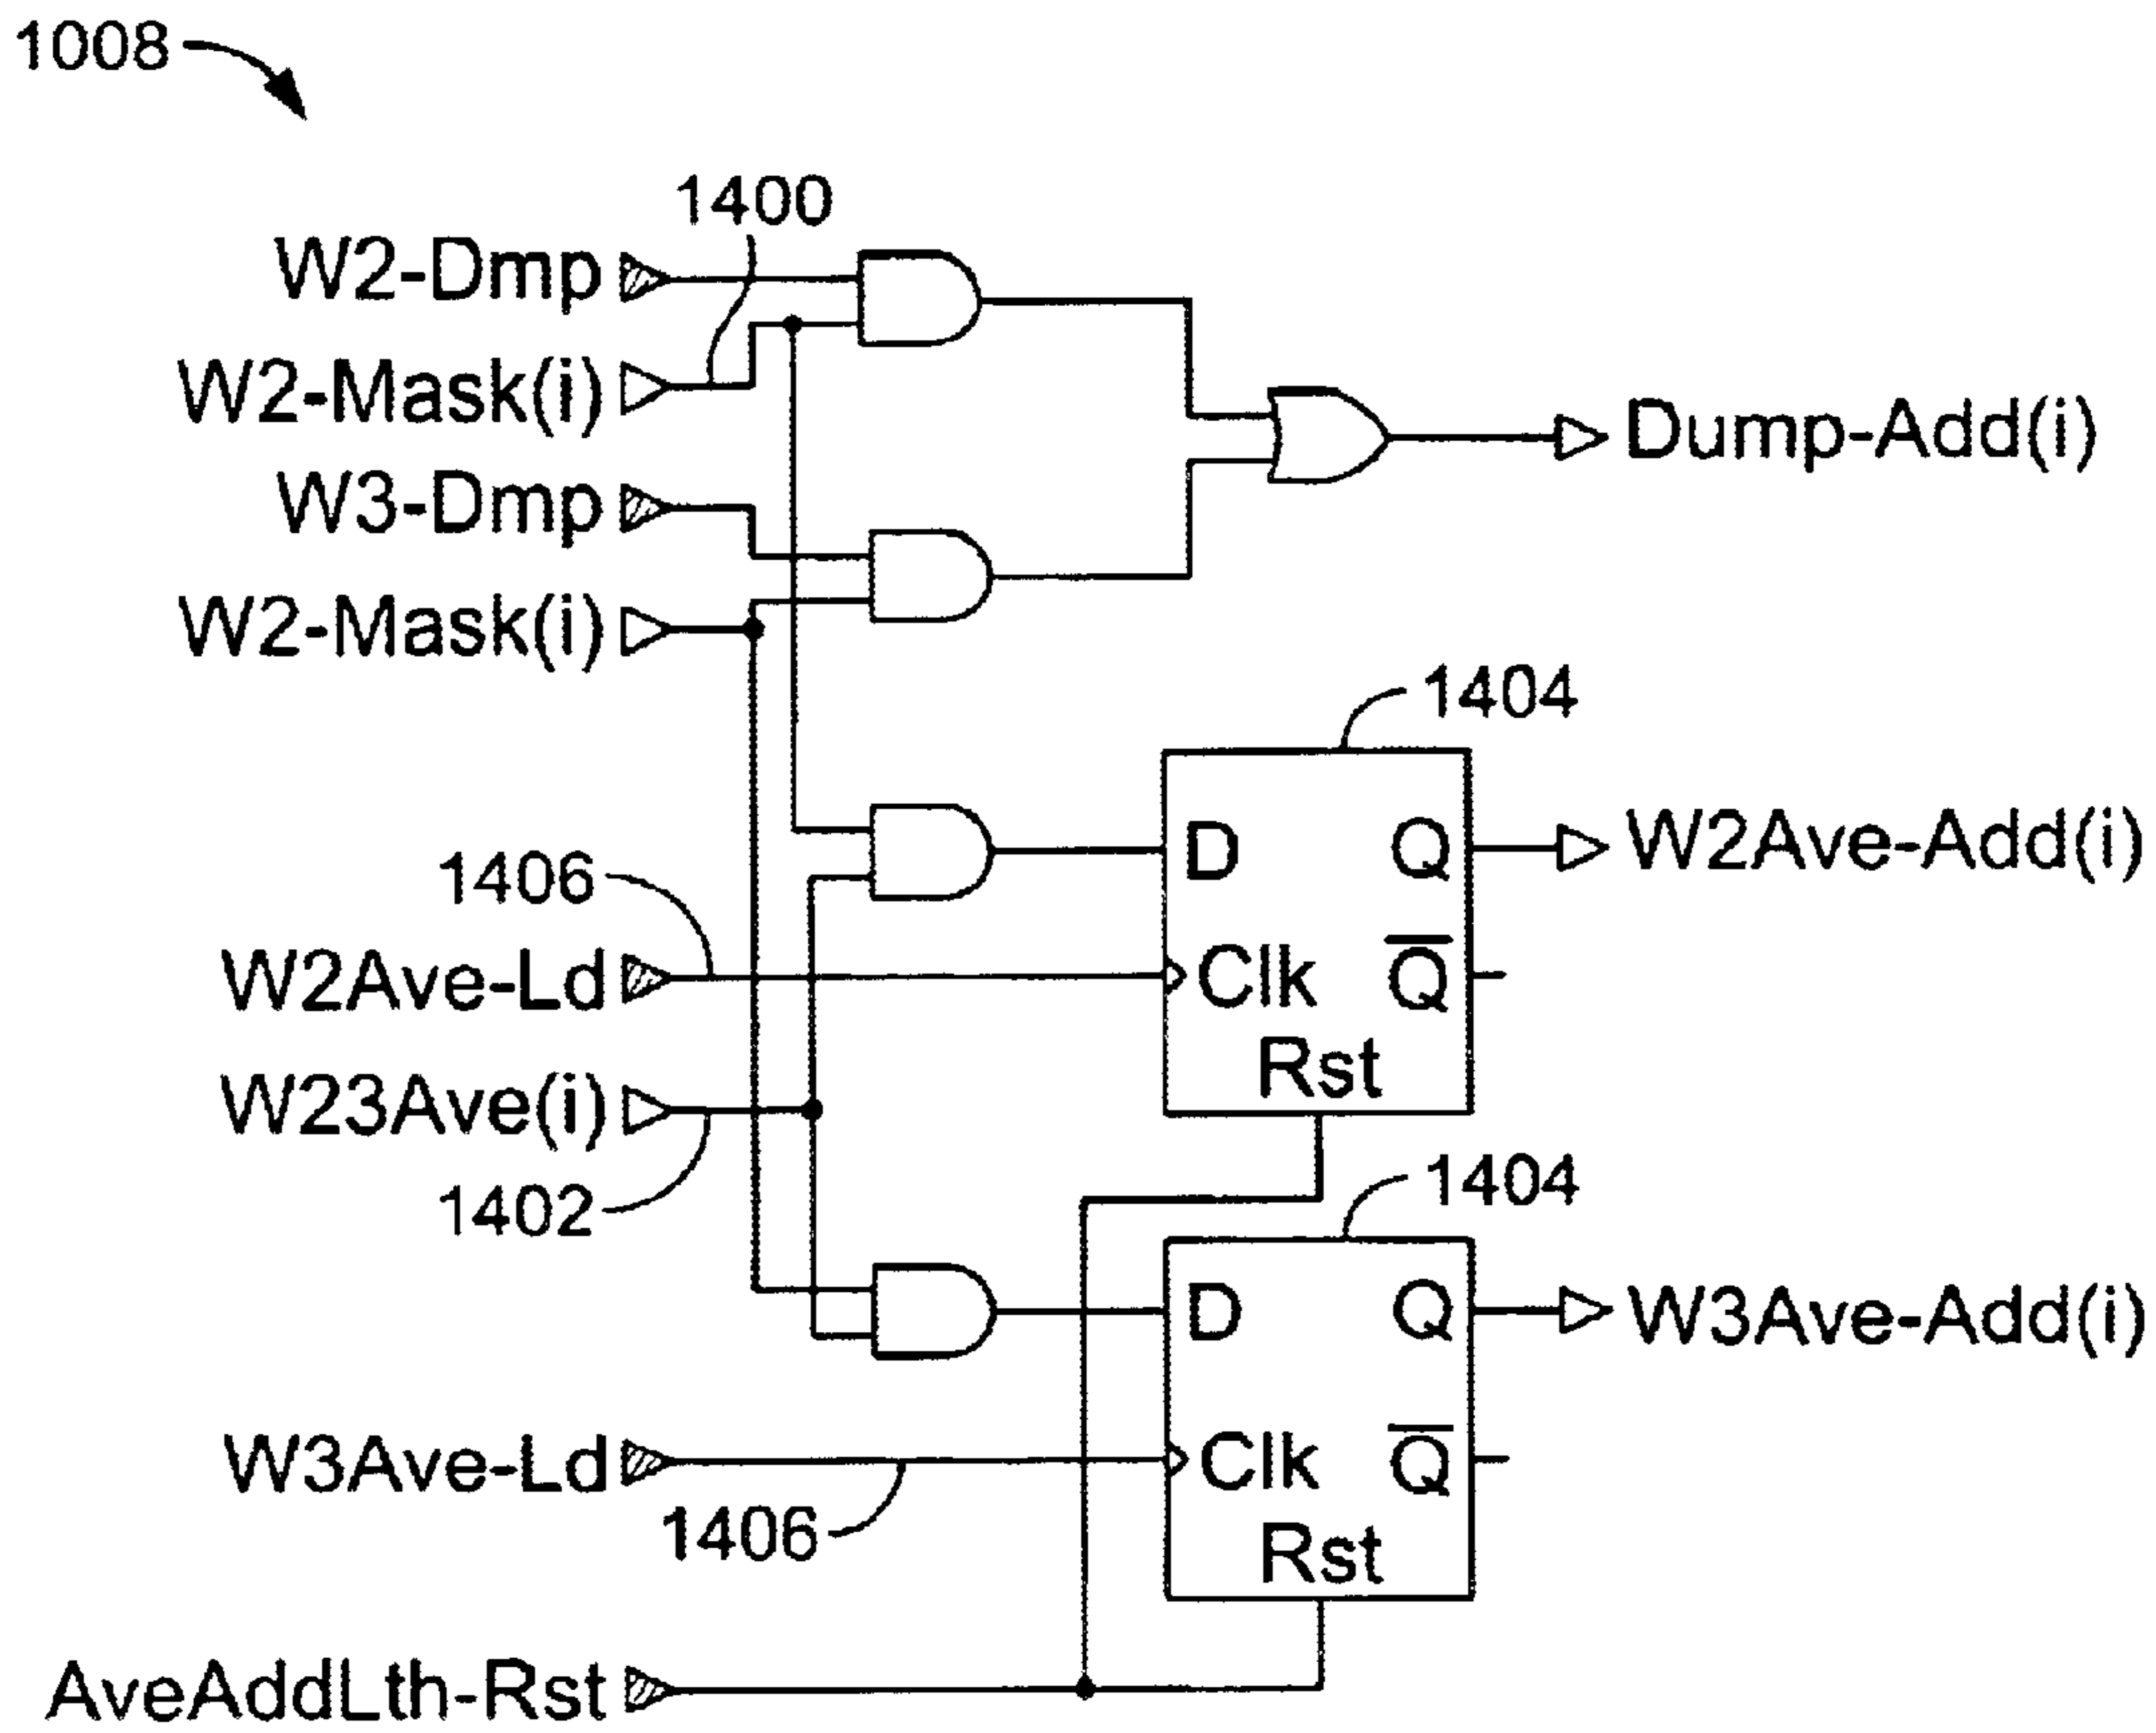 1008
1400
W2-Dmp
W2-Mask(i)
Dump-Add(i)
W3-Dmp
W2-Mask(i)
1404
D Q
W2Ave-Add(i)
1406
W2Ave-Ld
Clk Q̅
Rst
W23Ave(i)
1402
1404
D Q
W3Ave-Add(i)
W3Ave-Ld
Clk Q̅
1406
Rst
AveAddLth-Rst